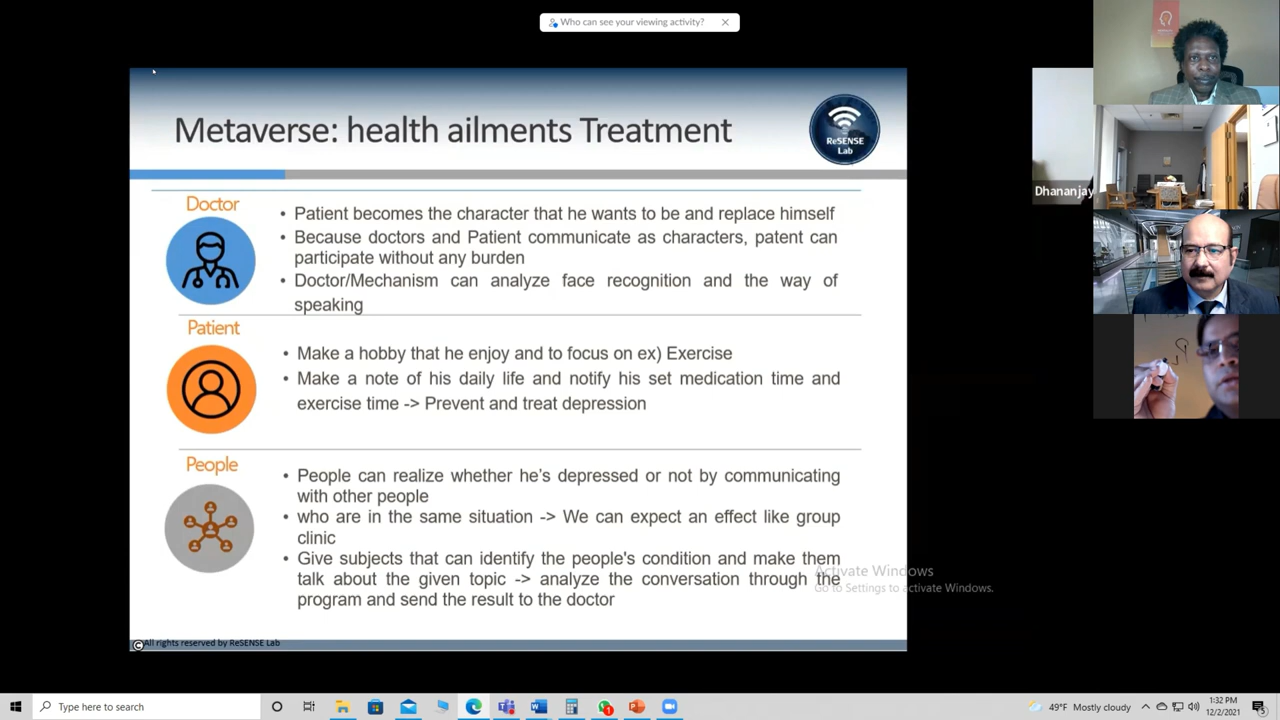 Who can see your viewing activity?
Metaverse: health ailments Treatment
ReSENSE
Lab
Doctor
• Patient becomes the character that he wants to be and replace himself
• Because doctors and Patient communicate as characters, patent can
participate without any burden
• Doctor/Mechanism can analyze face recognition and the way of
speaking
Patient
• Make a hobby that he enjoy and to focus on ex) Exercise
• Make a note of his daily life and notify his set medication time and
exercise time -> Prevent and treat depression
People
• People can realize whether he's depressed or not by communicating
with other people
• who are in the same situation -> We can expect an effect like group
clinic
• Give subjects that can identify the people's condition and make them
talk about the given topic -> analyze the conversation through the
program and send the result to the doctor
©All rights reserved by ReSENSE Lab
Dhananjay
Activate Windows
Go to Settings to activate Windows.
Type here to search
49°F Mostly cloudy
1:32 PM
12/2/2021